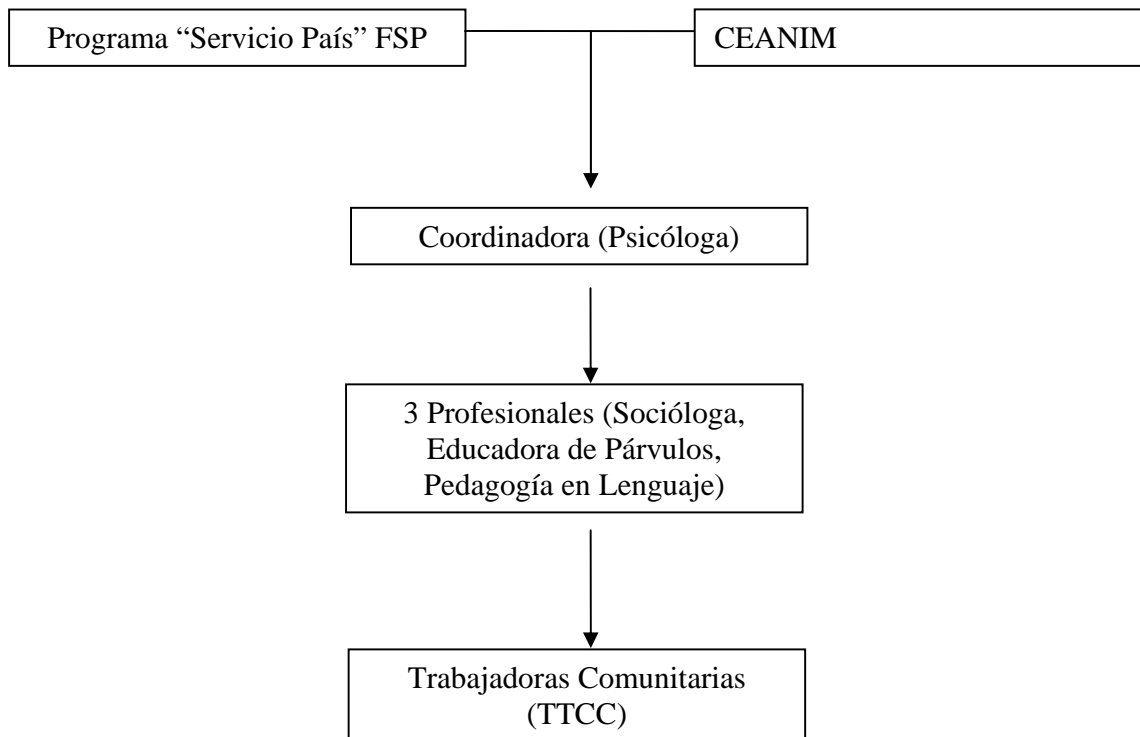 Programa “Servicio País” FSP
CEANIM
Coordinadora (Psicóloga)
3 Profesionales (Socióloga,
Educadora de Párvulos,
Pedagogía en Lenguaje)
Trabajadoras Comunitarias
(TTCC)